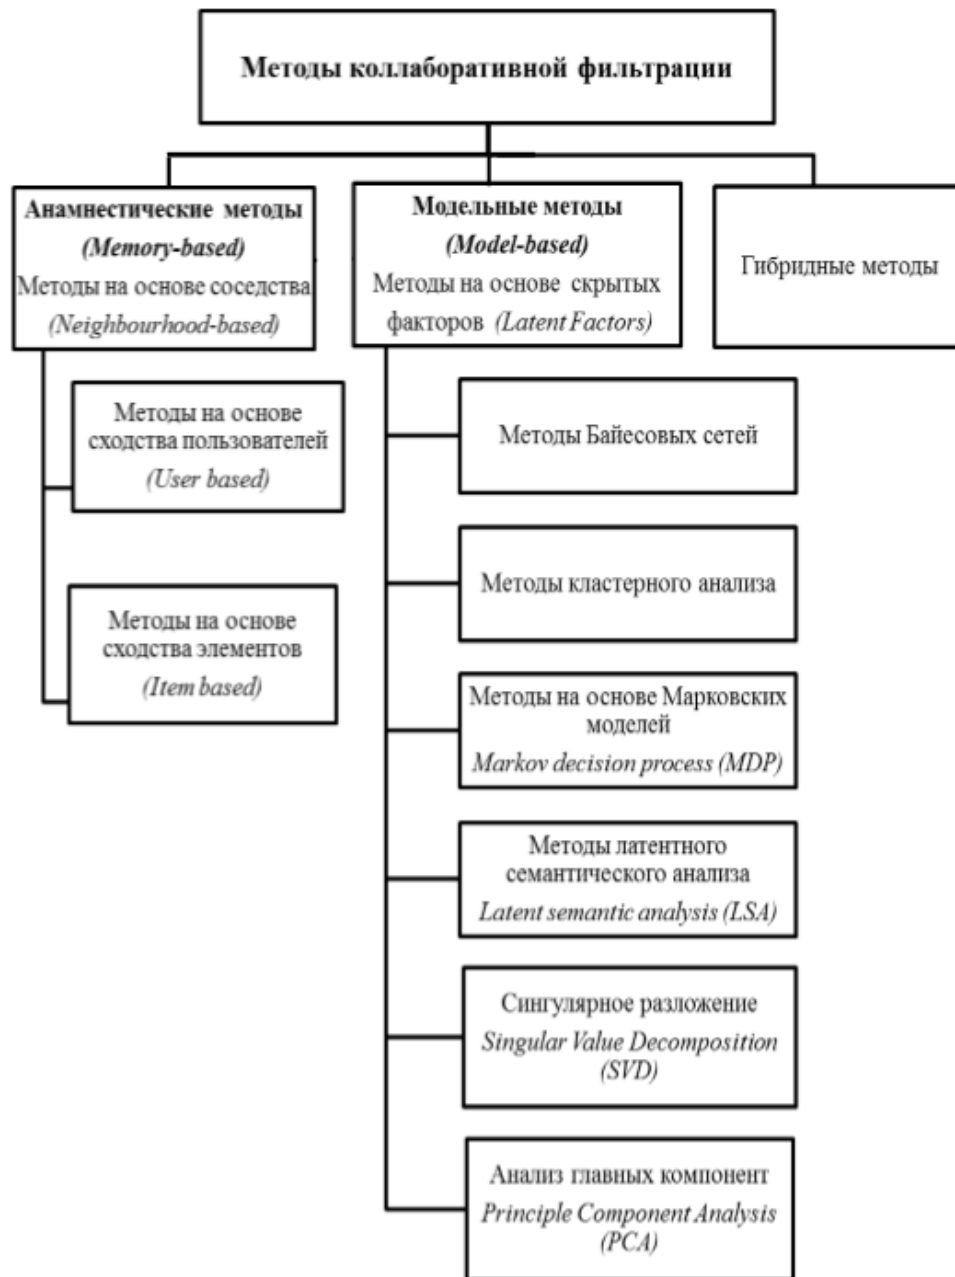 Методы коллаборативной фильтрации
Анамнестические методы
(Memory-based)
Методы на основе соседства
(Neighbourhood-based)
Методы на основе
сходства пользователей
(User based)
Методы на основе
сходства элементов
(Item based)
Модельные методы
(Model-based)
Методы на основе скрытых
факторов (Latent Factors)
Методы Байесовых сетей
Методы кластерного анализа
Методы на основе Марковских
моделей
Markov decision process (MDP)
Методы латентного
семантического анализа
Latent semantic analysis (LSA)
Сингулярное разложение
Singular Value Decomposition
(SVD)
Анализ главных компонент
Principle Component Analysis
(PCA)
Гибридные методы